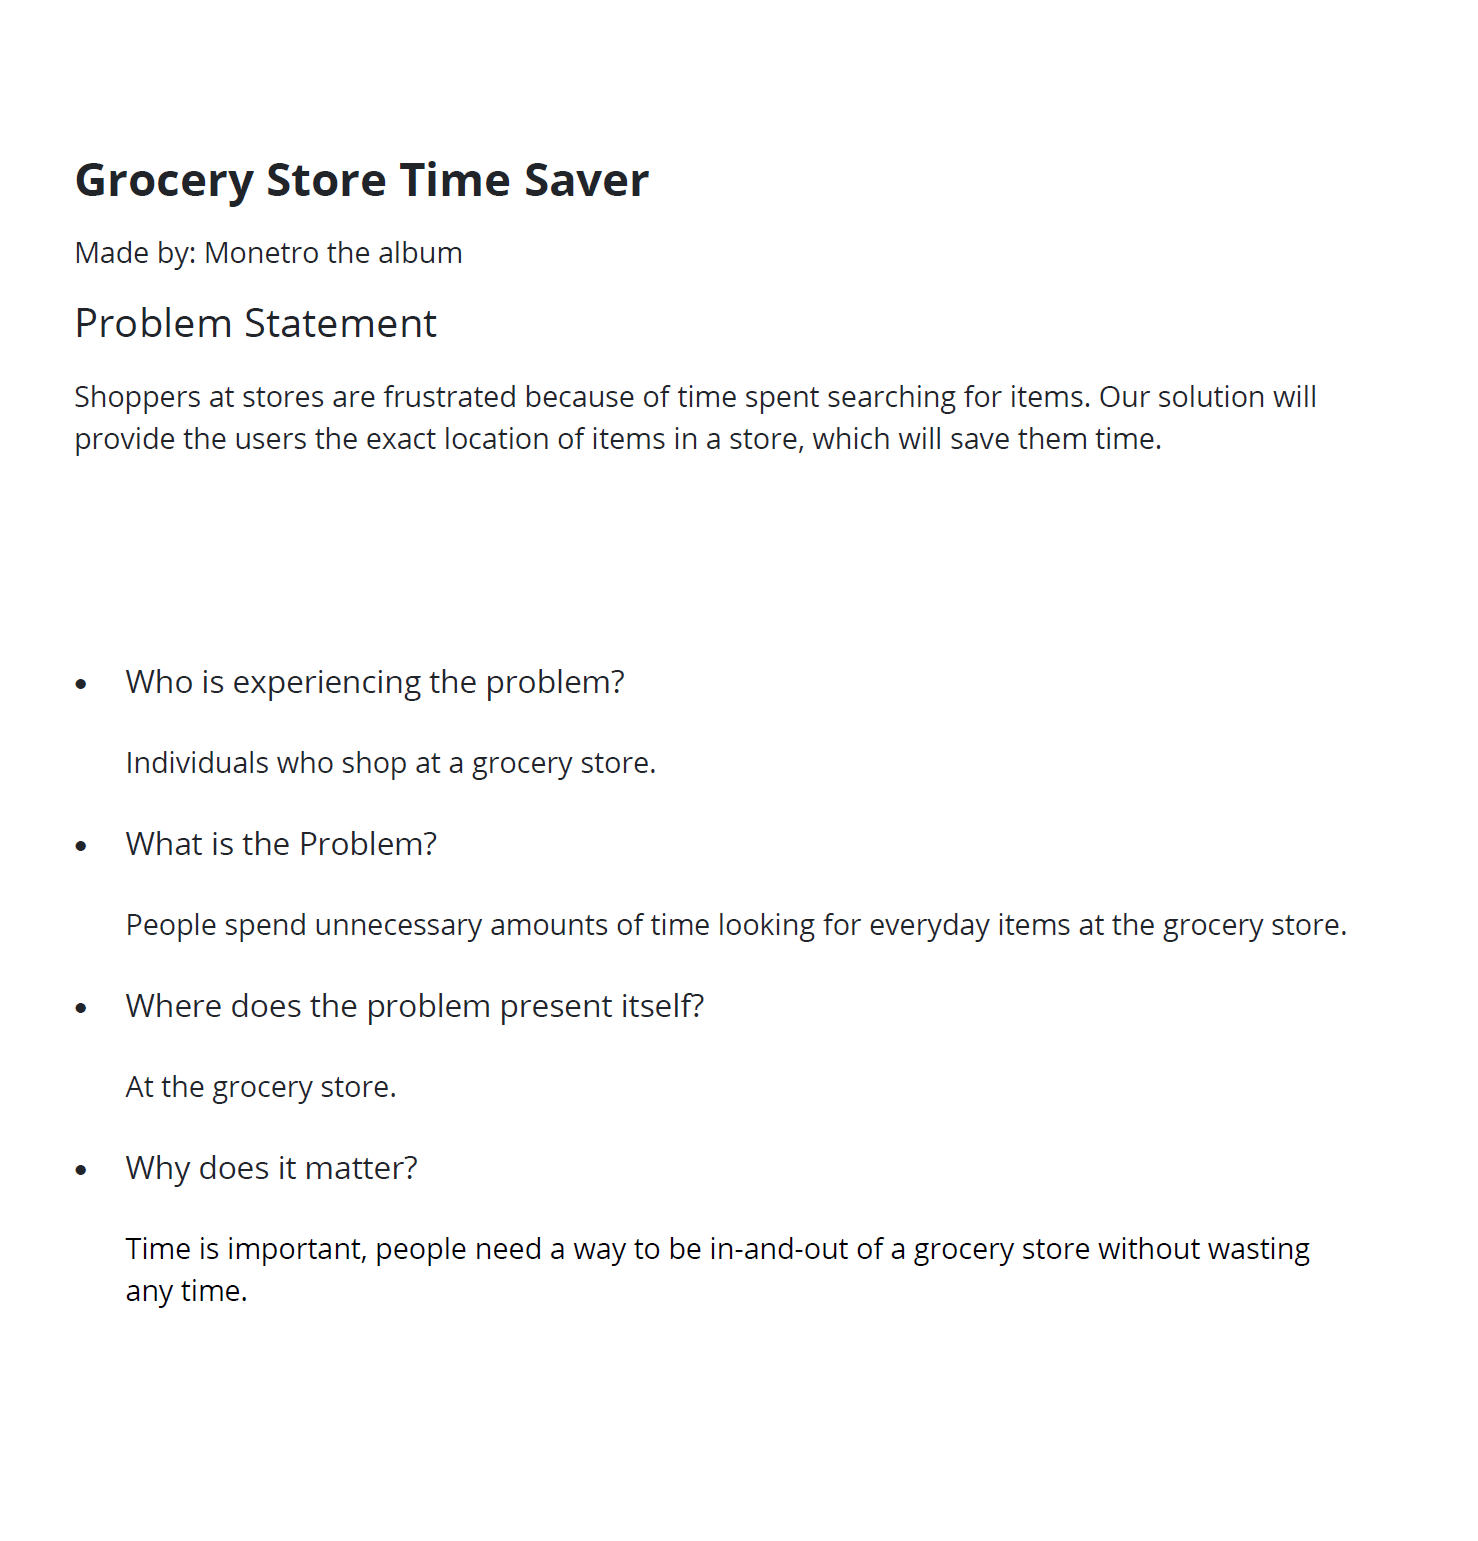 Grocery Store Time Saver
Made by: Monetro the album
Problem Statement
Shoppers at stores are frustrated because of time spent searching for items. Our solution will
provide the users the exact location of items in a store, which will save them time.
• Who is experiencing the problem?
Individuals who shop at a grocery store.
• What is the Problem?
People spend unnecessary amounts of time looking for everyday items at the grocery store.
• Where does the problem present itself?
At the grocery store.
• Why does it matter?
Time is important, people need a way to be in-and-out of a grocery store without wasting
any time.